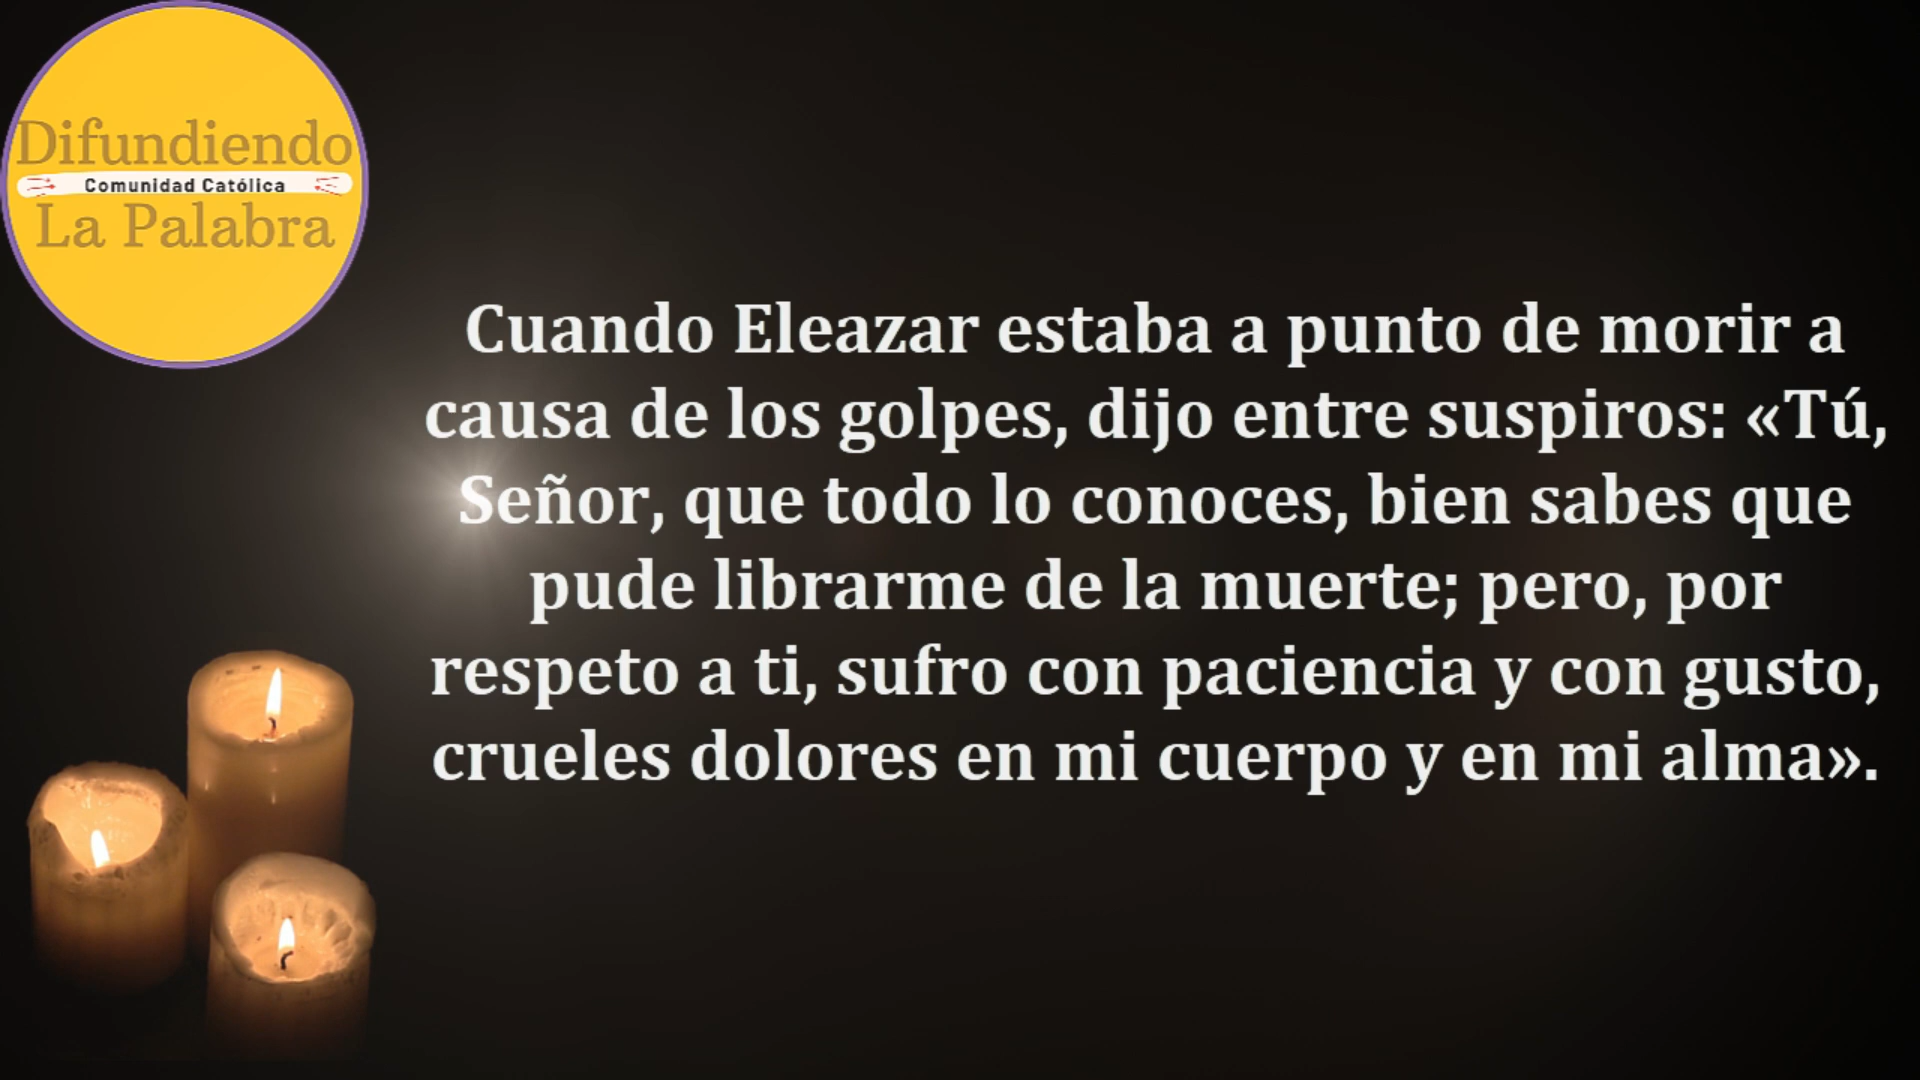 Difundiendo
Comunidad Católica
La Palabra
Cuando Eleazar estaba a punto de morir a
causa de los golpes, dijo entre suspiros: «Tú,
Señor, que todo lo conoces, bien sabes que
pude librarme de la muerte; pero, por
respeto a ti, sufro con paciencia y con gusto,
crueles dolores en mi cuerpo y en mi alma».